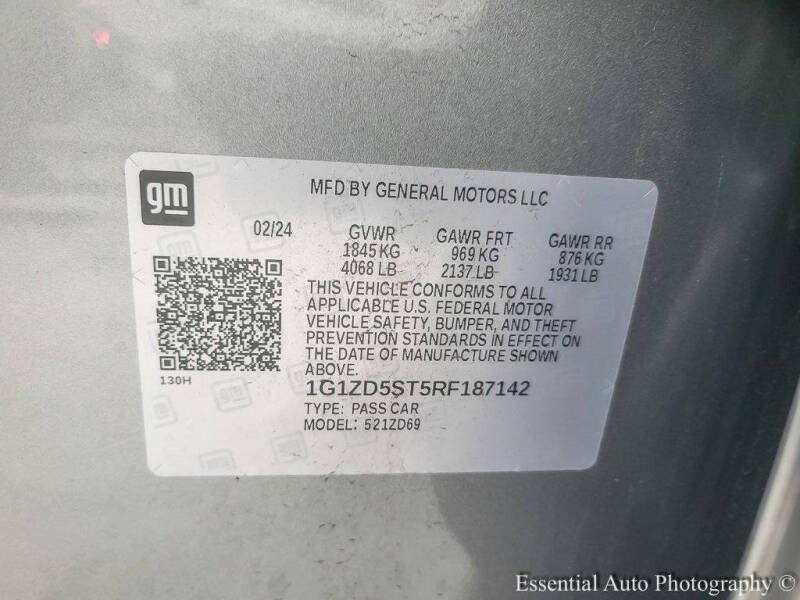 gm
MFD BY GENERAL MOTORS LLC
02/24 GVWR GAWR FRT GAWR RR
1845 KG 969 KG 876 KG
4068 LB 2137 LB 1931 LB
THIS VEHICLE CONFORMS TO ALL
APPLICABLE U.S. FEDERAL MOTOR
VEHICLE SAFETY, BUMPER, AND THEFT
PREVENTION STANDARDS IN EFFECT ON
THE DATE OF MANUFACTURE SHOWN
ABOVE.
130H
1G1ZD5ST5RF187142
TYPE: PASS CAR
MODEL: 521ZD69
Essential Auto Photography ©